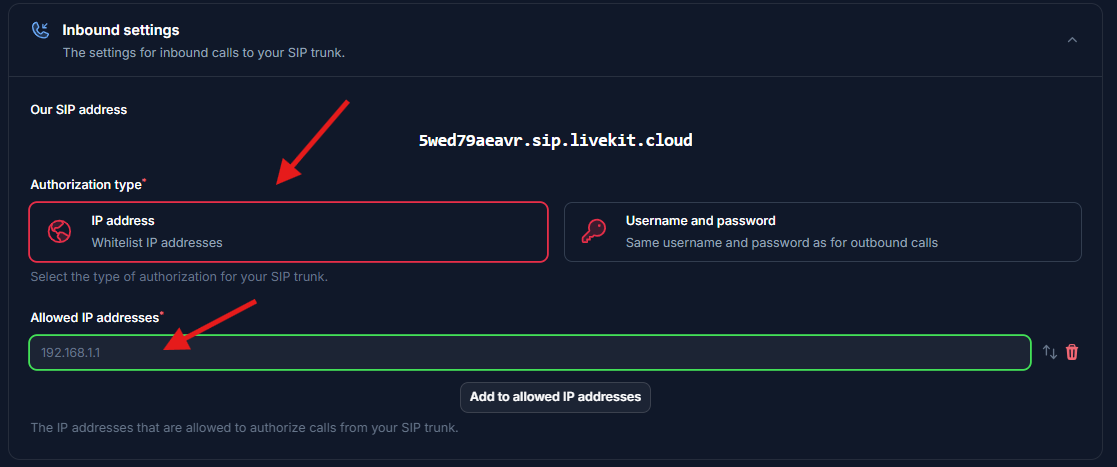 Inbound settings
The settings for inbound calls to your SIP trunk.
Our SIP address
5wed79aeavr.sip.livekit.cloud
Authorization type*
IP address
Whitelist IP addresses
Username and password
Same username and password as for outbound calls
Select the type of authorization for your SIP trunk.
Allowed IP addresses*
192.168.1.1
Add to allowed IP addresses
The IP addresses that are allowed to authorize calls from your SIP trunk.